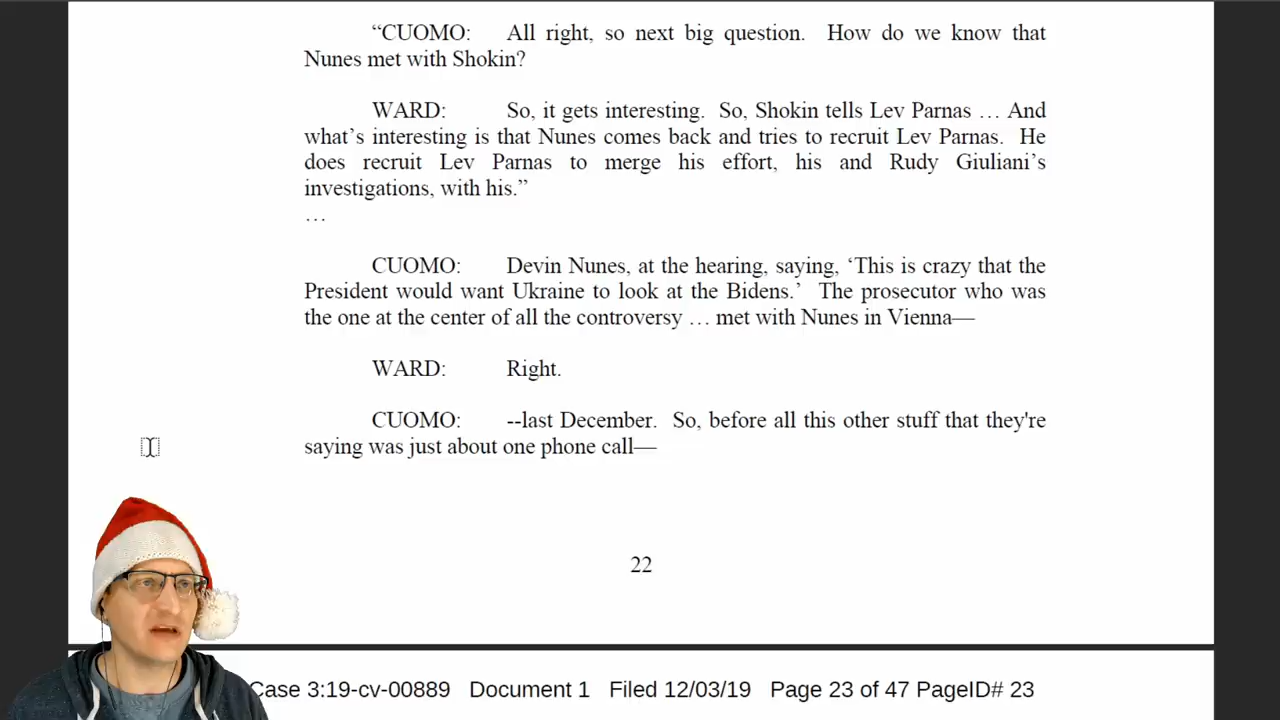 “CUOMO: All right, so next big question. How do we know that
Nunes met with Shokin?
WARD: So, it gets interesting. So, Shokin tells Lev Parnas … And
what’s interesting is that Nunes comes back and tries to recruit Lev Parnas. He
does recruit Lev Parnas to merge his effort, his and Rudy Giuliani’s
investigations, with his.”
…
CUOMO: Devin Nunes, at the hearing, saying, ‘This is crazy that the
President would want Ukraine to look at the Bidens.’ The prosecutor who was
the one at the center of all the controversy … met with Nunes in Vienna—
WARD: Right.
CUOMO: --last December. So, before all this other stuff that they're
saying was just about one phone call—
22
Case 3:19-cv-00889 Document 1 Filed 12/03/19 Page 23 of 47 PageID# 23